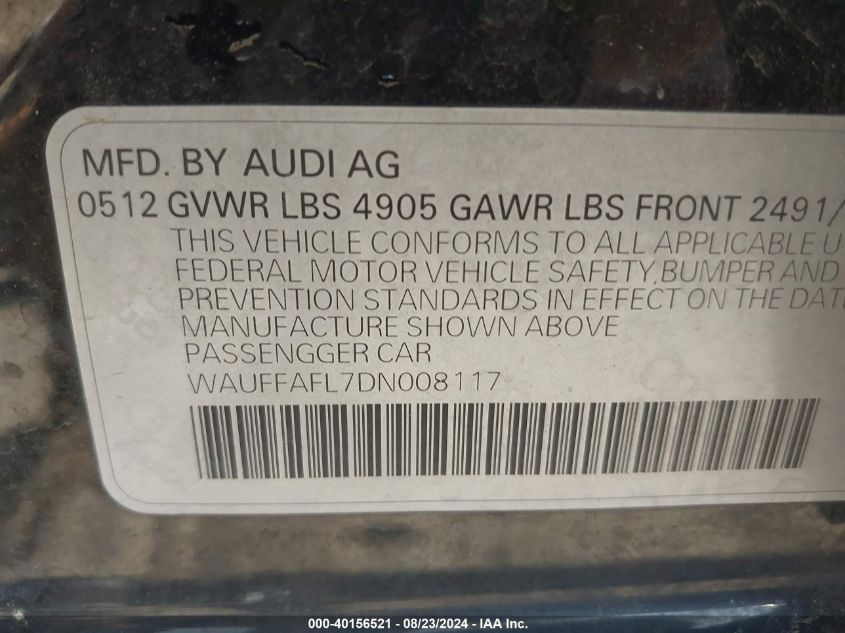 MFD. BY AUDI AG
0512 GVWR LBS 4905 GAWR LBS FRONT 2491/
THIS VEHICLE CONFORMS TO ALL APPLICABLE U
FEDERAL MOTOR VEHICLE SAFETY,BUMPER AND
PREVENTION STANDARDS IN EFFECT ON THE DATE
MANUFACTURE SHOWN ABOVE
PASSENGGER CAR
WAUFFAFL7DN008117
000-40156521 - 08/23/2024 - IAA Inc.